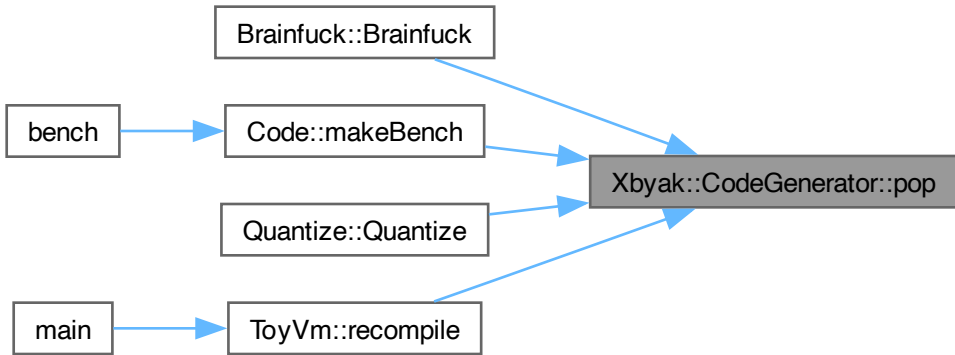 Brainfuck::Brainfuck
bench
Code::makeBench
Xbyak::CodeGenerator::pop
Quantize::Quantize
main
ToyVm::recompile